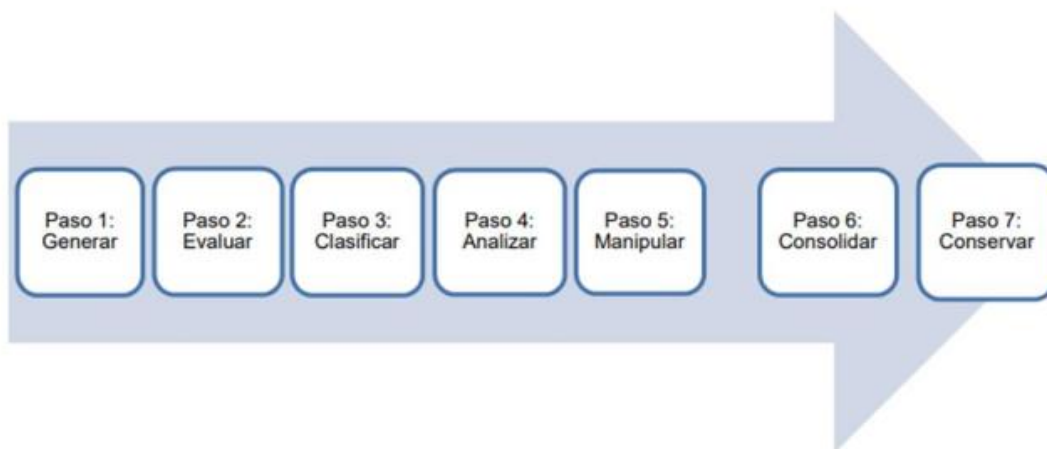 Paso 1:
Generar
Paso 2:
Evaluar
Paso 3:
Clasificar
Paso 4:
Analizar
Paso 5:
Manipular
Paso 6:
Consolidar
Paso 7:
Conservar